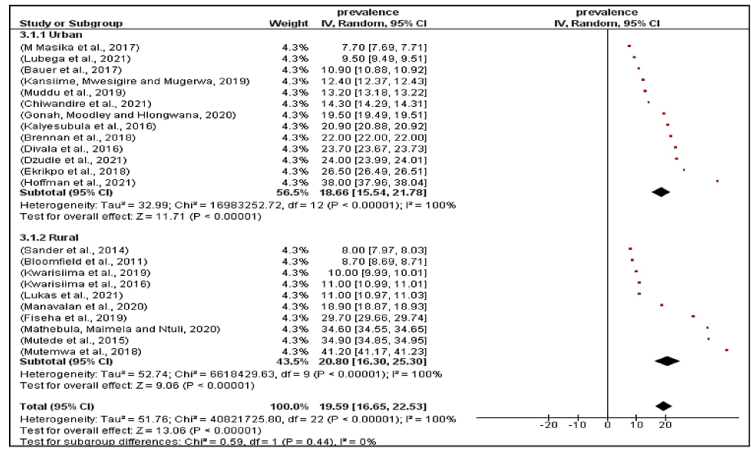 prevalence prevalence
Study or Subgroup Weight IV, Random, 95% CI IV, Random, 95% CI
3.1.1 Urban
(M Masika et al., 2017) 4.3% 7.70 [7.69, 7.71]
(Lubega et al., 2021) 4.3% 9.50 [9.49, 9.51]
(Bauer et al., 2017) 4.3% 10.90 [10.88, 10.92]
(Kansiime, Mwesigire and Mugerwa, 2019) 4.3% 12.40 [12.37, 12.43]
(Muddu et al., 2019) 4.3% 13.20 [13.18, 13.22]
(Chiwandire et al., 2021) 4.3% 14.30 [14.29, 14.31]
(Gonah, Moodley and Hlongwana, 2020) 4.3% 19.50 [19.49, 19.51]
(Kalyesubula et al., 2016) 4.3% 20.90 [20.88, 20.92]
(Brennan et al., 2018) 4.3% 22.00 [22.00, 22.00]
(Divala et al., 2016) 4.3% 23.70 [23.67, 23.73]
(Dzudie et al., 2021) 4.3% 24.00 [23.99, 24.01]
(Ekrikpo et al., 2018) 4.3% 26.50 [26.49, 26.51]
(Hoffman et al., 2021) 4.3% 38.00 [37.96, 38.04]
Subtotal (95% CI) 56.5% 18.66 [15.54, 21.78]
Heterogeneity: Tau² = 32.99; Chi² = 16983252.72, df = 12 (P < 0.00001); I² = 100%
Test for overall effect: Z = 11.71 (P < 0.00001)
3.1.2 Rural
(Sander et al., 2014) 4.3% 8.00 [7.97, 8.03]
(Bloomfield et al., 2011) 4.3% 8.70 [8.69, 8.71]
(Kwarisiima et al., 2019) 4.3% 10.00 [9.99, 10.01]
(Kwarisiima et al., 2016) 4.3% 11.00 [10.99, 11.01]
(Lukas et al., 2021) 4.3% 11.00 [10.97, 11.03]
(Manavalan et al., 2020) 4.3% 18.90 [18.87, 18.93]
(Fiseha et al., 2019) 4.3% 29.70 [29.66, 29.74]
(Mathebula, Maimela and Ntuli, 2020) 4.3% 34.60 [34.55, 34.65]
(Mutede et al., 2015) 4.3% 34.90 [34.85, 34.95]
(Mutemwa et al., 2018) 4.3% 41.20 [41.17, 41.23]
Subtotal (95% CI) 43.5% 20.80 [16.30, 25.30]
Heterogeneity: Tau² = 52.74; Chi² = 6618429.63, df = 9 (P < 0.00001); I² = 100%
Test for overall effect: Z = 9.06 (P < 0.00001)
Total (95% CI) 100.0% 19.59 [16.65, 22.53]
Heterogeneity: Tau² = 51.76; Chi² = 40821725.80, df = 22 (P < 0.00001); I² = 100%
Test for overall effect: Z = 13.06 (P < 0.00001)
Test for subgroup differences: Chi² = 0.59, df = 1 (P = 0.44), I² = 0%
-20 -10 0 10 20